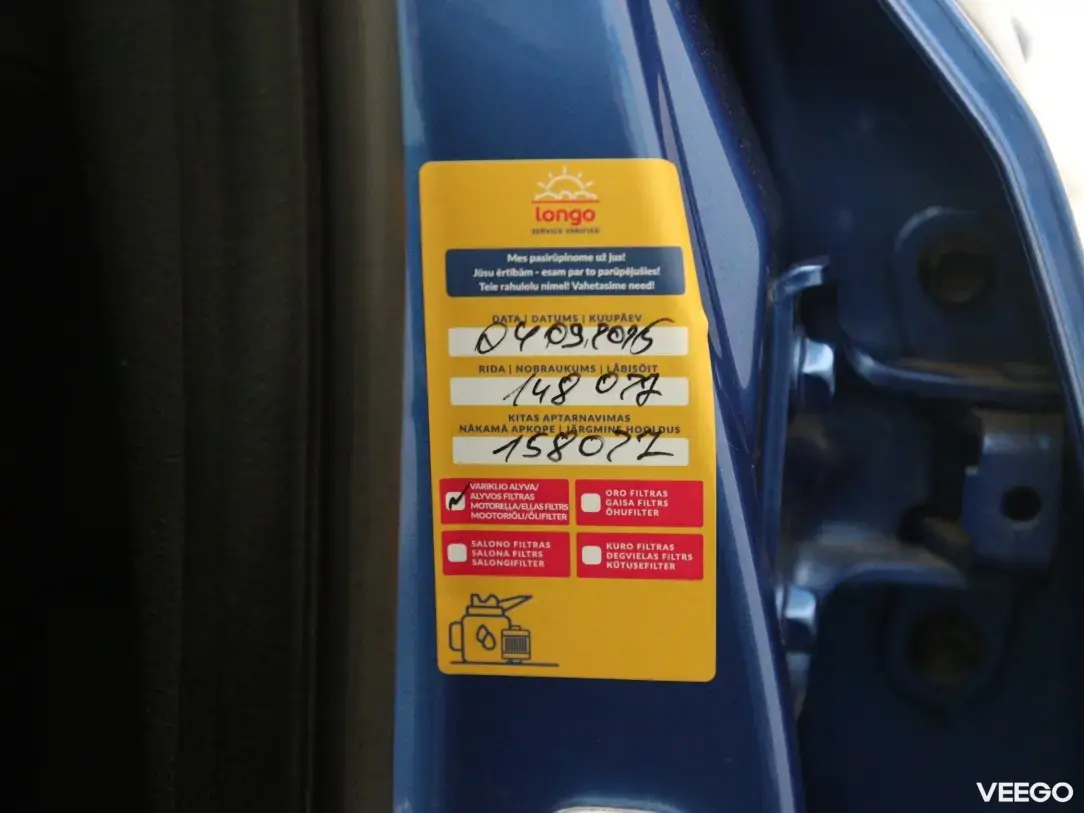 longo
SERVICE VERIFIED
Mes pasirūpinome už jus!
Jūsu ērtībām - esam par to parūpējušies!
Teie rahulolu nimel! Vahetasime need!
DATA | DATUMS | KUUPÄEV
04 09.2025
RIDA | NOBRAUKUMS | LÄBISÕIT
148 077
KITAS APTARNAVIMAS
NĀKAMĀ APKOPE | JÄRGMINE HOOLDUS
158077
VARIKLIO ALYVA/
ALYVOS FILTRAS
MOTOREĻĻA/EĻĻAS FILTRS
MOOTORIÕLI/ÕLIFILTER
ORO FILTRAS
GAISA FILTRS
ÕHUFILTER
SALONO FILTRAS
SALONA FILTRS
SALONGIFILTER
KURO FILTRAS
DEGVIELAS FILTRS
KÜTUSEFILTER
VEEGO